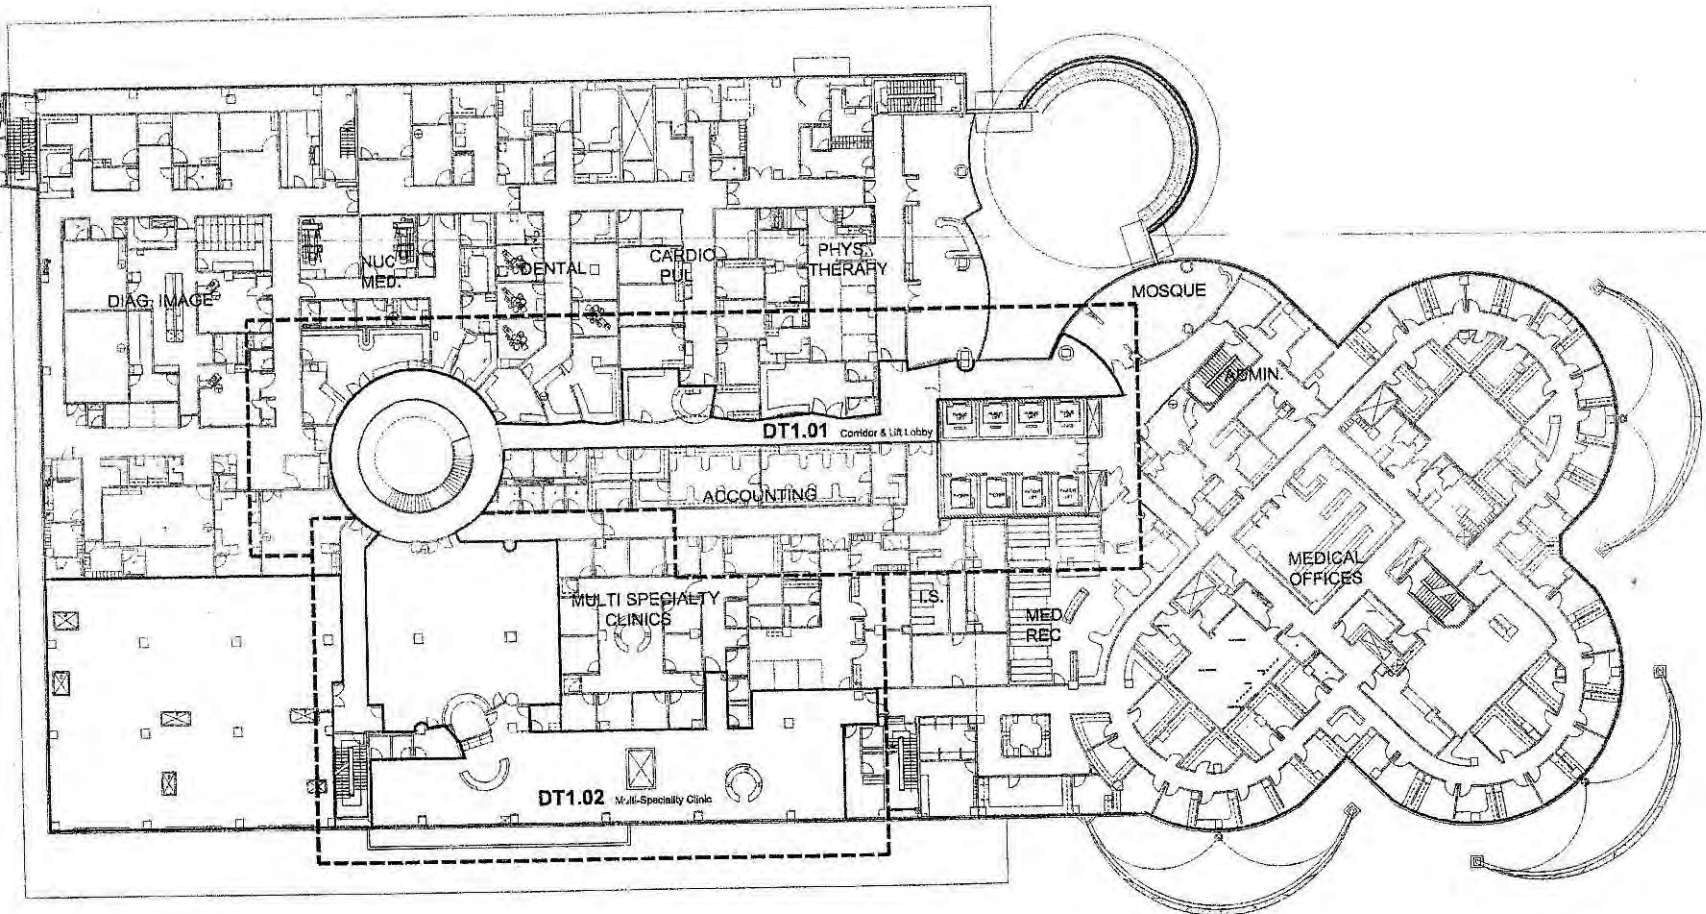 MOSQUE
PHYS.
THERAPY
CARDIO
PUL
NUC
MED.
DENTAL
DIAG. IMAGE
ADMIN.
DT1.01 Corridor & Lift Lobby
ACCOUNTING
MEDICAL
OFFICES
MULTI SPECIALTY
CLINICS
I.S.
MED
REC
DT1.02 Multi-Speciality Clinic